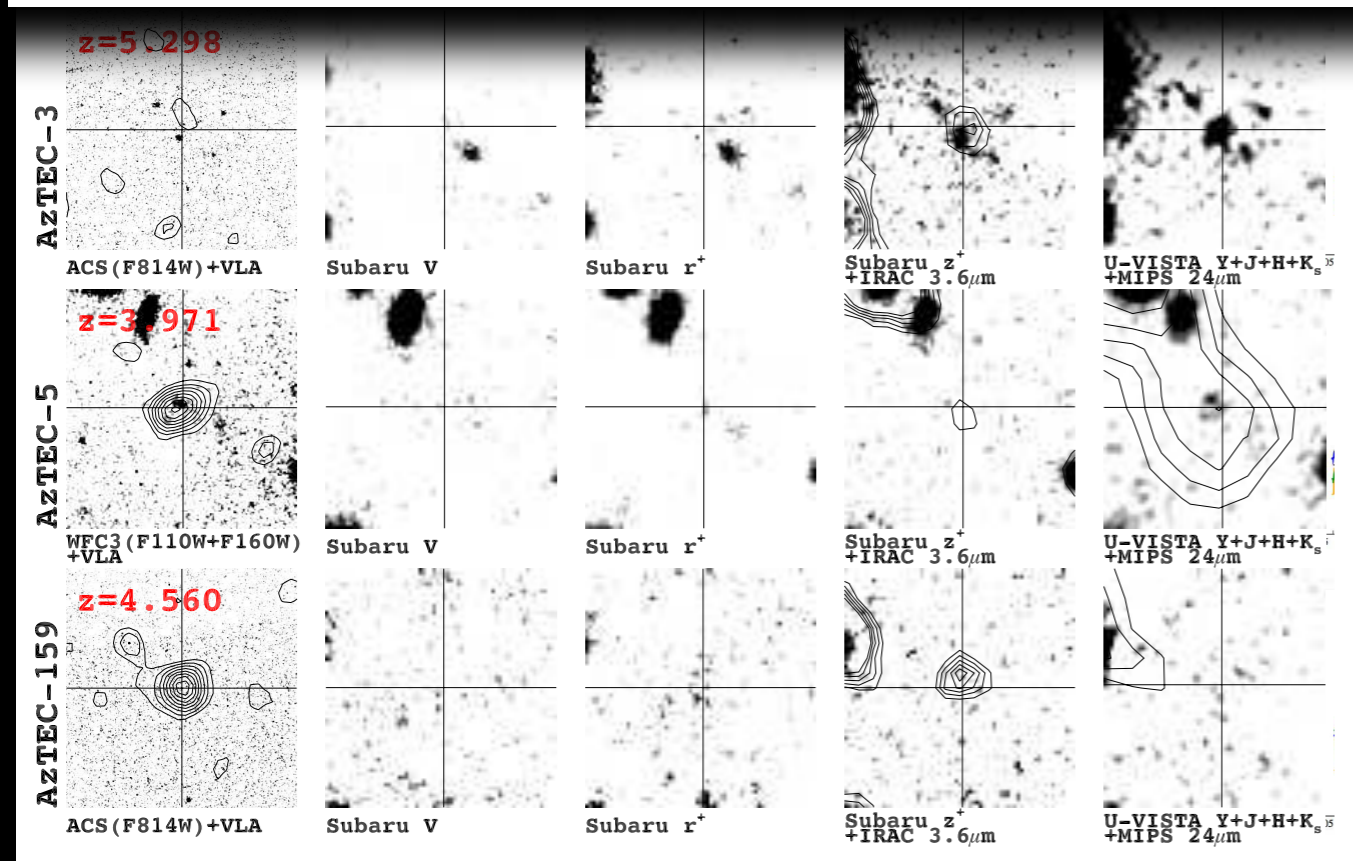 z=5.298
AzTEC-3
ACS(F814W)+VLA
Subaru V
Subaru r+
Subaru z+
+IRAC 3.6μm
U-VISTA Y+J+H+Ks
+MIPS 24μm
z=3.971
AzTEC-5
WFC3(F110W+F160W)
+VLA
Subaru V
Subaru r+
Subaru z+
+IRAC 3.6μm
U-VISTA Y+J+H+Ks
+MIPS 24μm
z=4.560
AzTEC-159
ACS(F814W)+VLA
Subaru V
Subaru r+
Subaru z+
+IRAC 3.6μm
U-VISTA Y+J+H+Ks
+MIPS 24μm